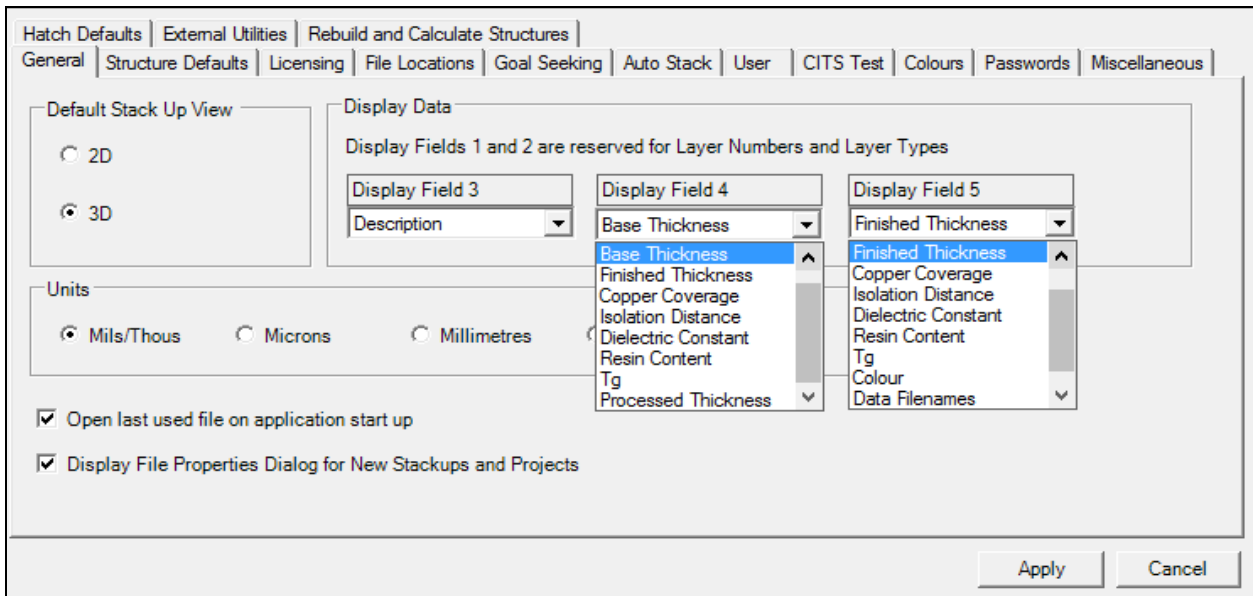 Hatch Defaults External Utilities Rebuild and Calculate Structures
General Structure Defaults Licensing File Locations Goal Seeking Auto Stack User CITS Test Colours Passwords Miscellaneous
Default Stack Up View
2D
3D
Display Data
Display Fields 1 and 2 are reserved for Layer Numbers and Layer Types
Display Field 3
Description
Display Field 4
Base Thickness
Base Thickness
Finished Thickness
Copper Coverage
Isolation Distance
Dielectric Constant
Resin Content
Tg
Processed Thickness
Display Field 5
Finished Thickness
Finished Thickness
Copper Coverage
Isolation Distance
Dielectric Constant
Resin Content
Tg
Colour
Data Filenames
Units
Mils/Thous Microns Millimetres
Open last used file on application start up
Display File Properties Dialog for New Stackups and Projects
Apply Cancel